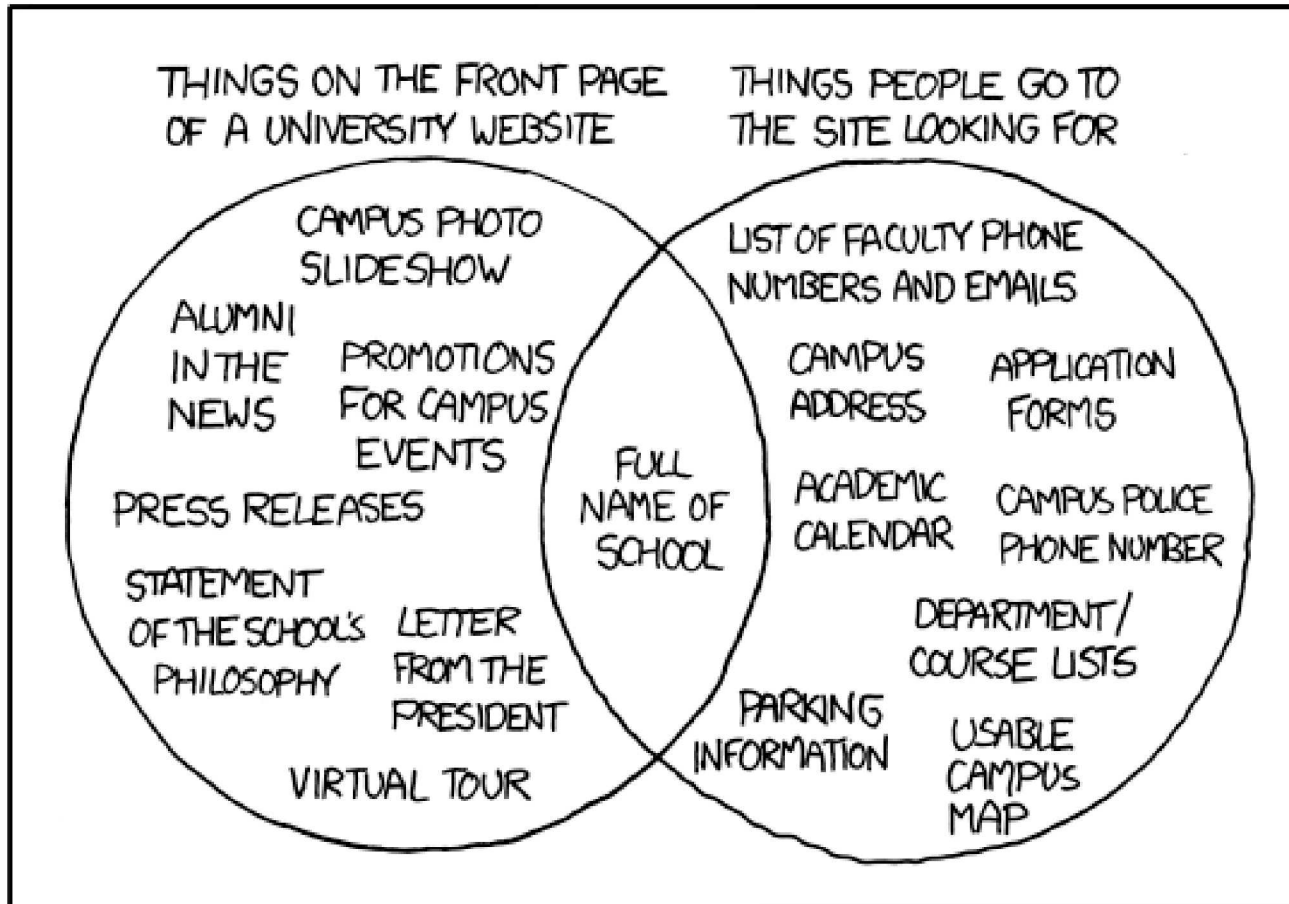 THINGS ON THE FRONT PAGE
OF A UNIVERSITY WEBSITE
THINGS PEOPLE GO TO
THE SITE LOOKING FOR
CAMPUS PHOTO
SLIDESHOW
ALUMNI
IN THE
NEWS
PROMOTIONS
FOR CAMPUS
EVENTS
PRESS RELEASES
STATEMENT
OF THE SCHOOL'S
PHILOSOPHY
LETTER
FROM THE
PRESIDENT
VIRTUAL TOUR
FULL
NAME OF
SCHOOL
LIST OF FACULTY PHONE
NUMBERS AND EMAILS
CAMPUS
ADDRESS
APPLICATION
FORMS
ACADEMIC
CALENDAR
CAMPUS POLICE
PHONE NUMBER
DEPARTMENT/
COURSE LISTS
PARKING
INFORMATION
USABLE
CAMPUS
MAP